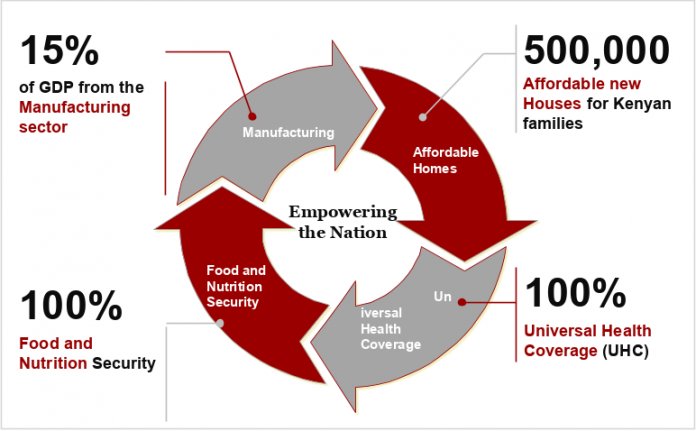 15%
of GDP from the
Manufacturing
sector
500,000
Affordable new
Houses for Kenyan
families
Manufacturing
Affordable
Homes
Empowering
the Nation
Food and
Nutrition
Security
Un
iversal
Health
Coverage
100%
Food and
Nutrition Security
100%
Universal Health
Coverage (UHC)